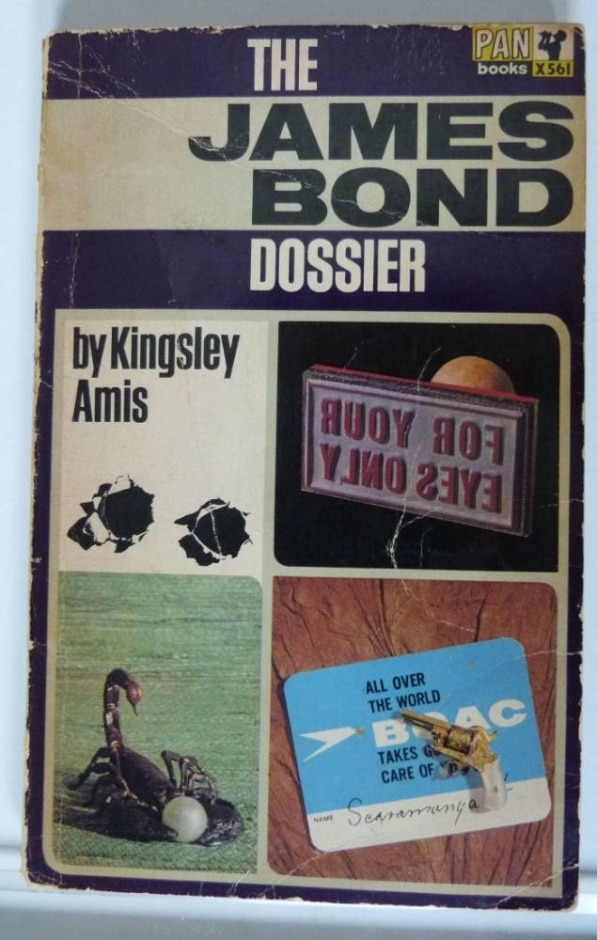 THE
PAN
books X561
JAMES
BOND
DOSSIER
by Kingsley
Amis
FOR YOUR
EYES ONLY
ALL OVER
THE WORLD
BOAC
TAKES
CARE OF
NAME Scaramanga